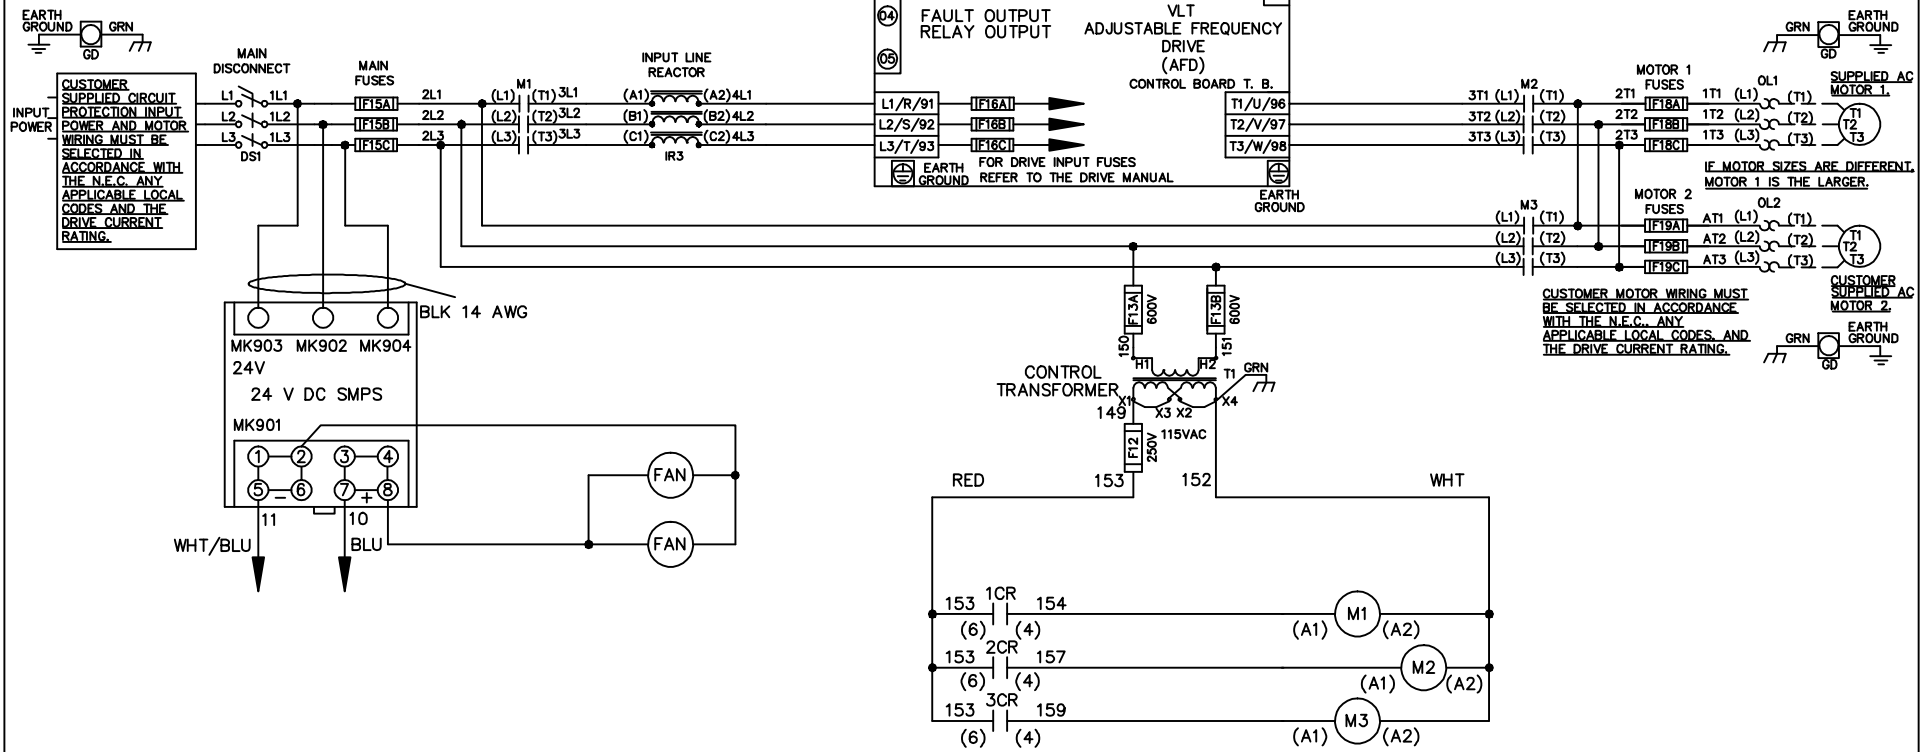 EARTH
GROUND
GRN
GD
MAIN
DISCONNECT
CUSTOMER
SUPPLIED CIRCUIT
PROTECTION INPUT
POWER AND MOTOR
WIRING MUST BE
SELECTED IN
ACCORDANCE WITH
THE N.E.C. ANY
APPLICABLE LOCAL
CODES AND THE
DRIVE CURRENT
RATING.
INPUT
POWER
L1 1L1
L2 1L2
L3 1L3
DS1
MAIN
FUSES
F15A
F15B
F15C
2L1
2L2
2L3
M1
(L1) (T1) 3L1
(L2) (T2) 3L2
(L3) (T3) 3L3
INPUT LINE
REACTOR
(A1) (A2) 4L1
(B1) (B2) 4L2
(C1) (C2) 4L3
IR3
04
FAULT OUTPUT
RELAY OUTPUT
05
VLT
ADJUSTABLE FREQUENCY
DRIVE
(AFD)
CONTROL BOARD T. B.
L1/R/91
L2/S/92
L3/T/93
F16A
F16B
F16C
T1/U/96
T2/V/97
T3/W/98
EARTH
GROUND
FOR DRIVE INPUT FUSES
REFER TO THE DRIVE MANUAL
EARTH
GROUND
M2
3T1 (L1) (T1)
3T2 (L2) (T2)
3T3 (L3) (T3)
MOTOR 1
FUSES
2T1 F18A 1T1
2T2 F18B 1T2
2T3 F18C 1T3
OL1
(L1) (T1)
(L2) (T2)
(L3) (T3)
GRN
GD
EARTH
GROUND
SUPPLIED AC
MOTOR 1.
T1
T2
T3
IF MOTOR SIZES ARE DIFFERENT,
MOTOR 1 IS THE LARGER.
M3
(L1) (T1)
(L2) (T2)
(L3) (T3)
MOTOR 2
FUSES
F19A AT1
F19B AT2
F19C AT3
OL2
(L1) (T1)
(L2) (T2)
(L3) (T3)
T1
T2
T3
CUSTOMER
SUPPLIED AC
MOTOR 2.
CUSTOMER MOTOR WIRING MUST
BE SELECTED IN ACCORDANCE
WITH THE N.E.C., ANY
APPLICABLE LOCAL CODES, AND
THE DRIVE CURRENT RATING.
GRN
GD
EARTH
GROUND
BLK 14 AWG
MK903 MK902 MK904
24V
24 V DC SMPS
MK901
1 2 3 4
5 - 6 7 + 8
11
10
WHT/BLU
BLU
FAN
FAN
F13A
600V
F13B
600V
150
151
H1
H2
CONTROL
TRANSFORMER
T1
GRN
X1
X3 X2
X4
149
115VAC
F12
250V
153
152
RED
WHT
153 1CR 154
(6) (4)
M1
(A1) (A2)
153 2CR 157
(6) (4)
M2
(A1) (A2)
153 3CR 159
(6) (4)
M3
(A1) (A2)